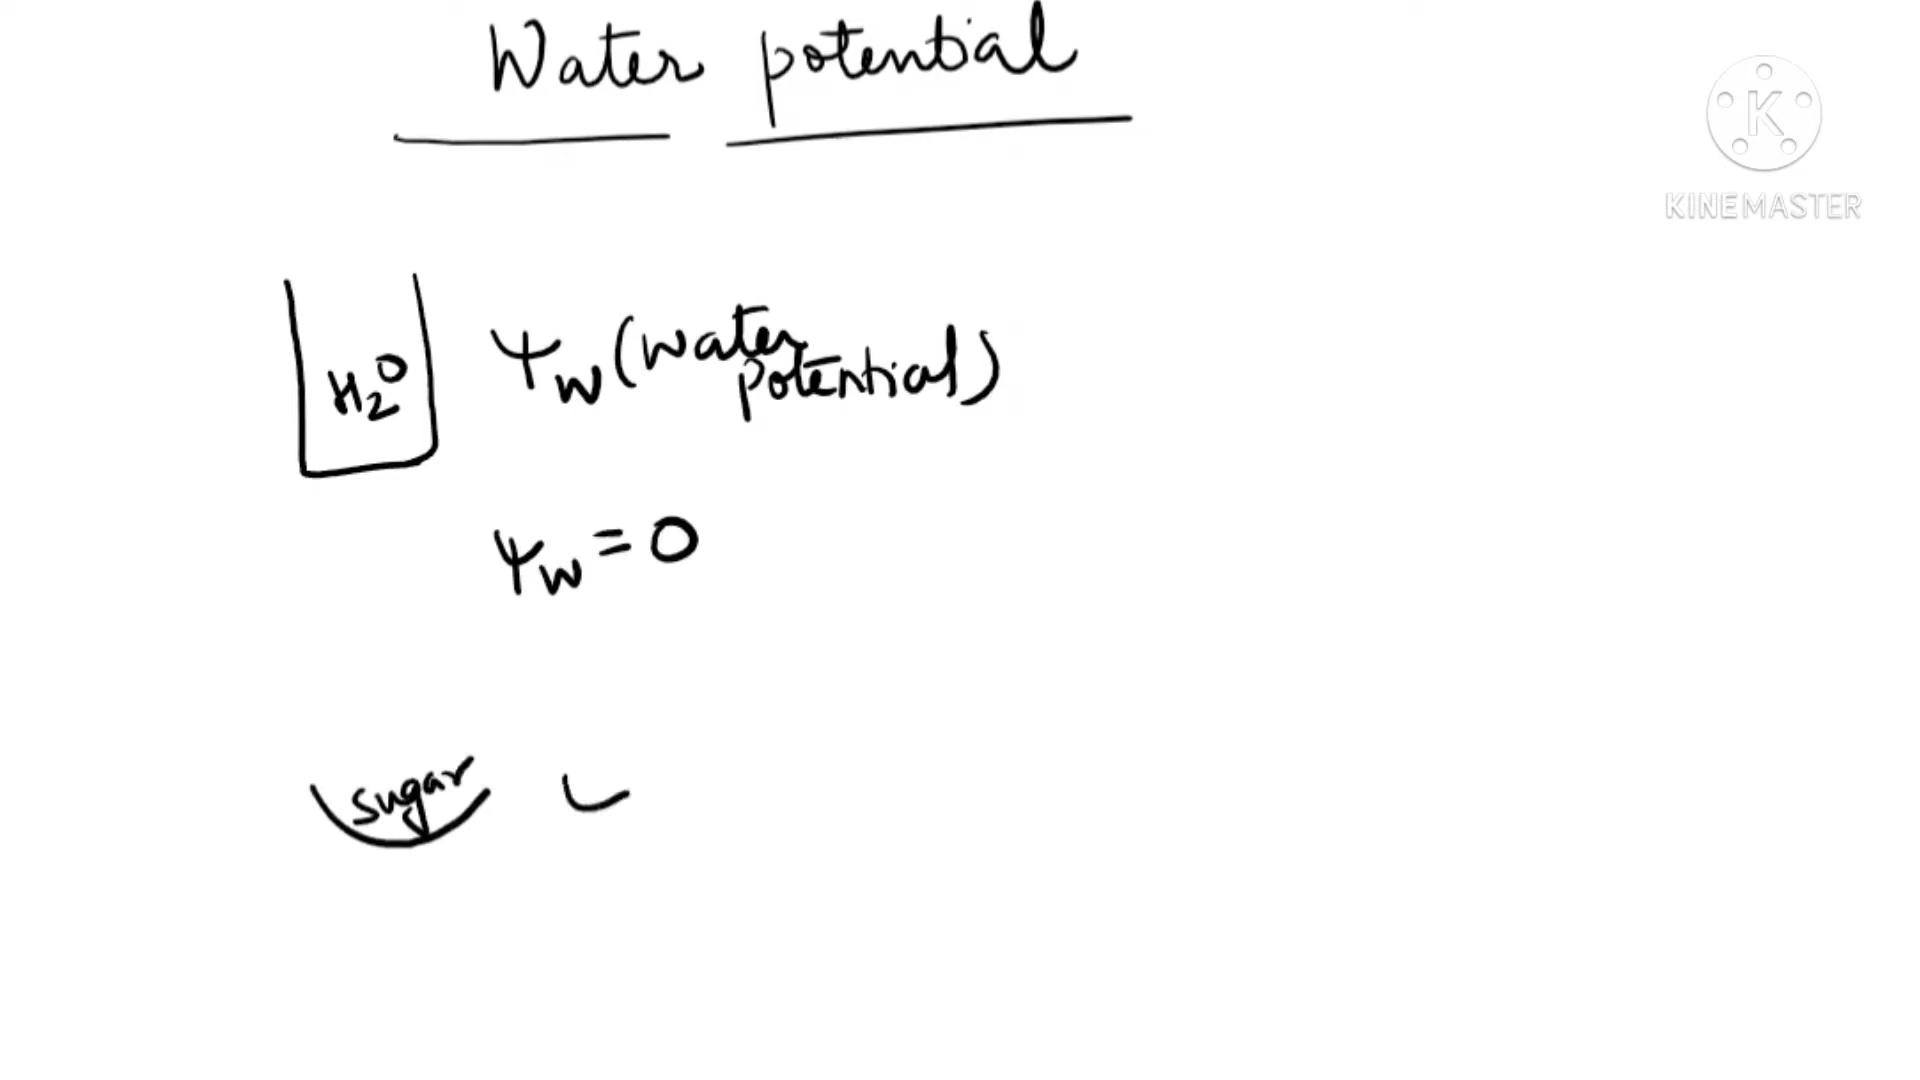 Water potential
K
KINEMASTER
H₂O Ψw (water potential)
Ψw = 0
sugar